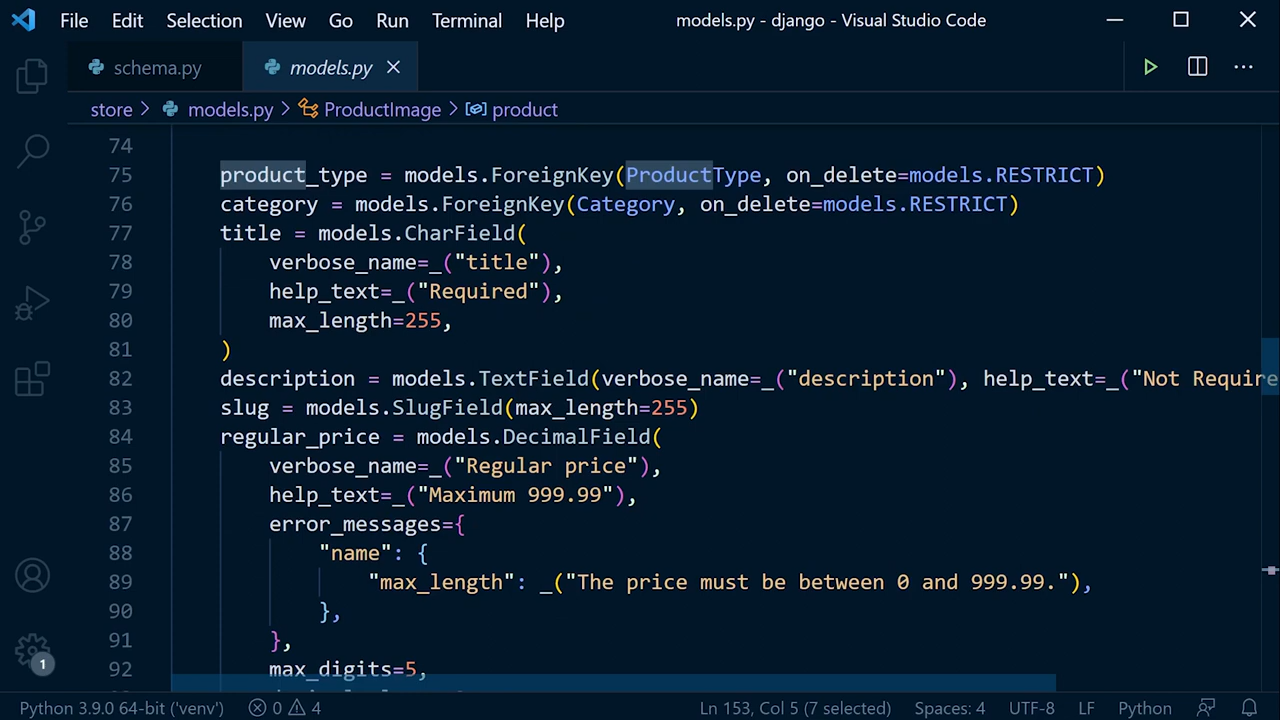 File Edit Selection View Go Run Terminal Help models.py - django - Visual Studio Code
schema.py models.py
store > models.py > ProductImage > product
74
75 product_type = models.ForeignKey(ProductType, on_delete=models.RESTRICT)
76 category = models.ForeignKey(Category, on_delete=models.RESTRICT)
77 title = models.CharField(
78 verbose_name=_("title"),
79 help_text=_("Required"),
80 max_length=255,
81 )
82 description = models.TextField(verbose_name=_("description"), help_text=_("Not Require
83 slug = models.SlugField(max_length=255)
84 regular_price = models.DecimalField(
85 verbose_name=_("Regular price"),
86 help_text=_("Maximum 999.99"),
87 error_messages={
88 "name": {
89 "max_length": _("The price must be between 0 and 999.99."),
90 },
91 },
92 max_digits=5,
1
Python 3.9.0 64-bit ('venv') 0 4 Ln 153, Col 5 (7 selected) Spaces: 4 UTF-8 LF Python